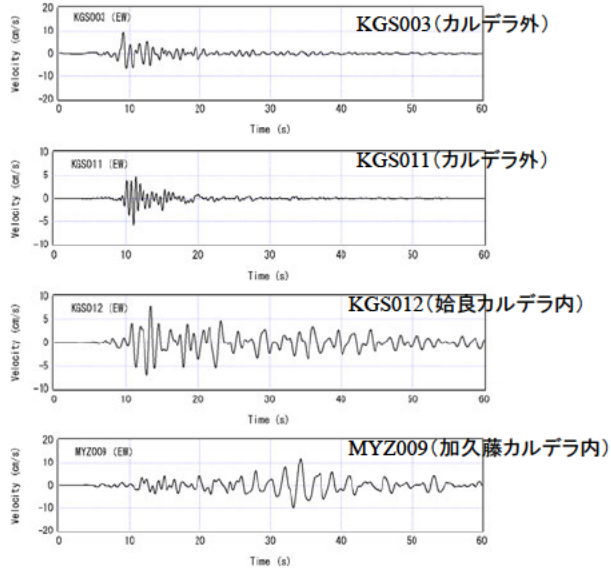 KGS003 (EW)
KGS003(カルデラ外)
Velocity (cm/s)
20
10
0
-10
-20
0 10 20 30 40 50 60
Time (s)
KGS011 (EW)
KGS011(カルデラ外)
Velocity (cm/s)
10
5
0
-5
-10
0 10 20 30 40 50 60
Time (s)
KGS012 (EW)
KGS012(姶良カルデラ内)
Velocity (cm/s)
10
5
0
-5
-10
0 10 20 30 40 50 60
Time (s)
MYZ009 (EW)
MYZ009(加久藤カルデラ内)
Velocity (cm/s)
20
10
0
-10
-20
0 10 20 30 40 50 60
Time (s)